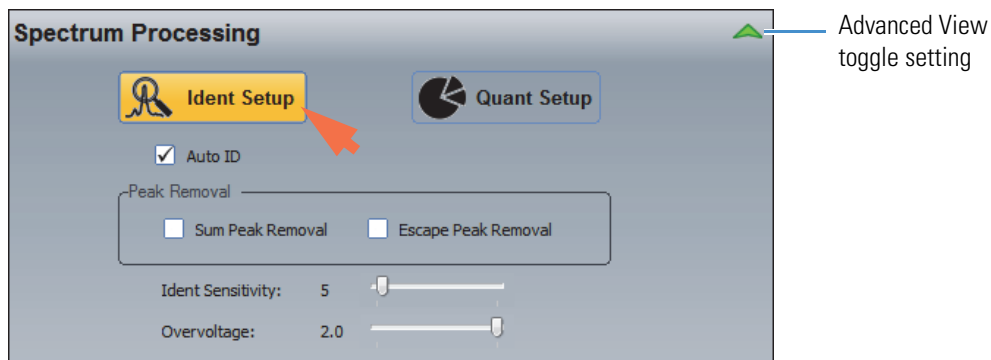 Spectrum Processing
Advanced View
toggle setting
Ident Setup
Quant Setup
Auto ID
Peak Removal
Sum Peak Removal
Escape Peak Removal
Ident Sensitivity: 5
Overvoltage: 2.0